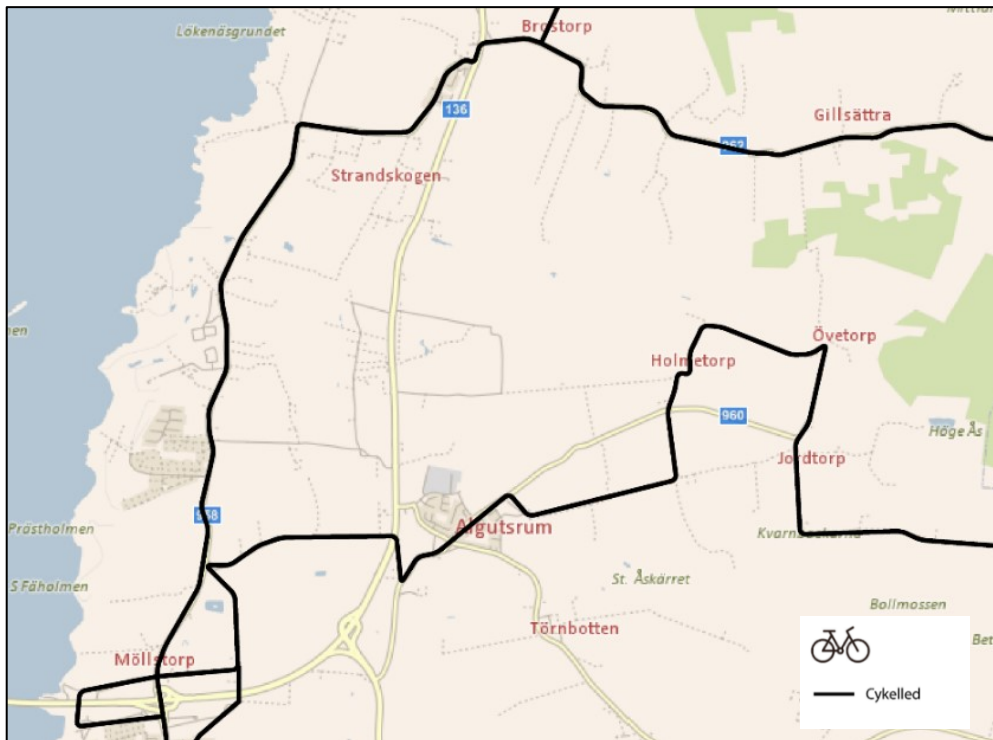 Lökenäsgrundet
Brostorp
136
Gillsättra
Strandskogen
Övetorp
Holmetorp
960
Höge Ås
Jordtorp
Algutsrum
Prästholmen
S Fäholmen
St. Åskärret
Bollmossen
Törnbotten
Möllstorp
Cykelled